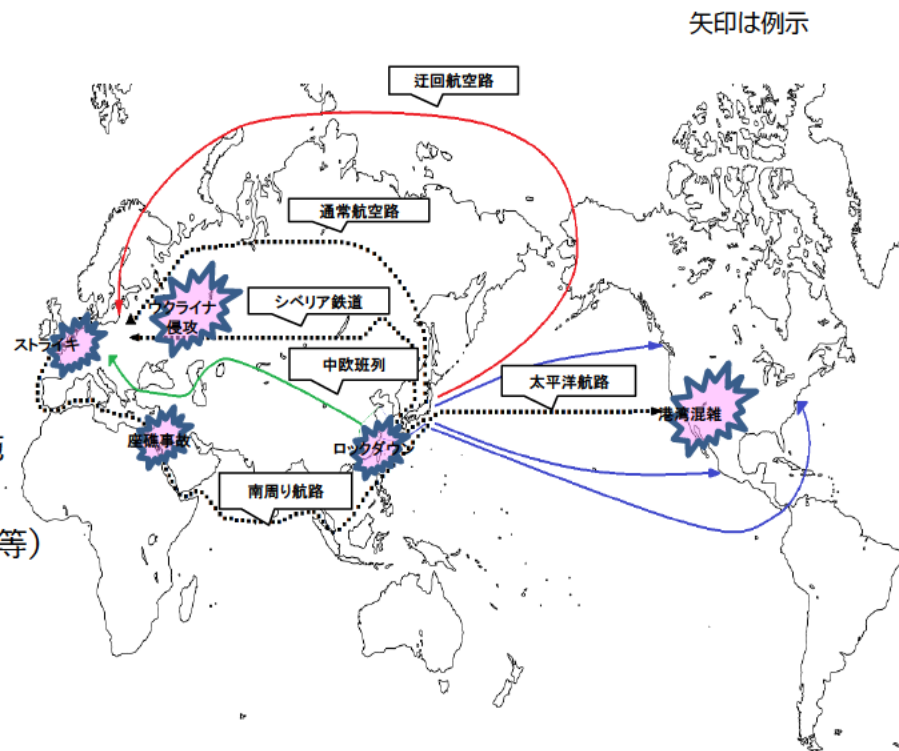 矢印は例示
迂回航空路
通常航空路
ウクライナ
侵攻
シベリア鉄道
ストライキ
中欧班列
太平洋航路
港湾混雑
座礁事故
ロックダウン
南周り航路
等）